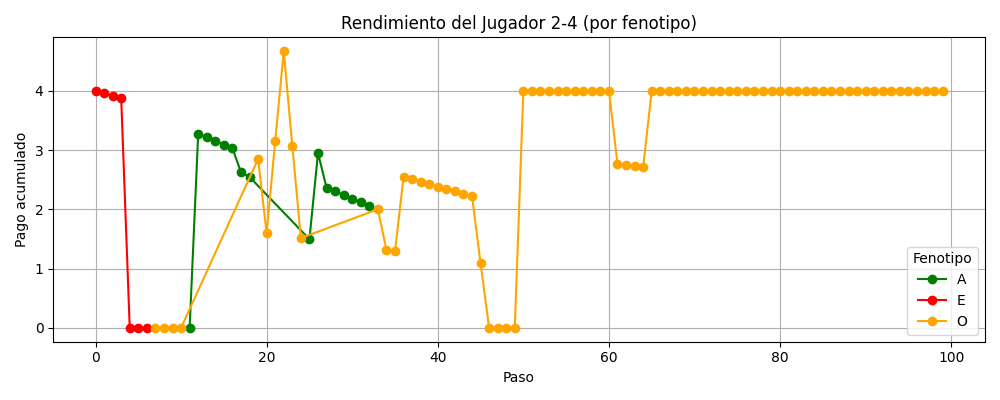 Rendimiento del Jugador 2-4 (por fenotipo)
Pago acumulado
4
3
2
1
0
0
20
40
60
80
100
Paso
Fenotipo
A
E
O